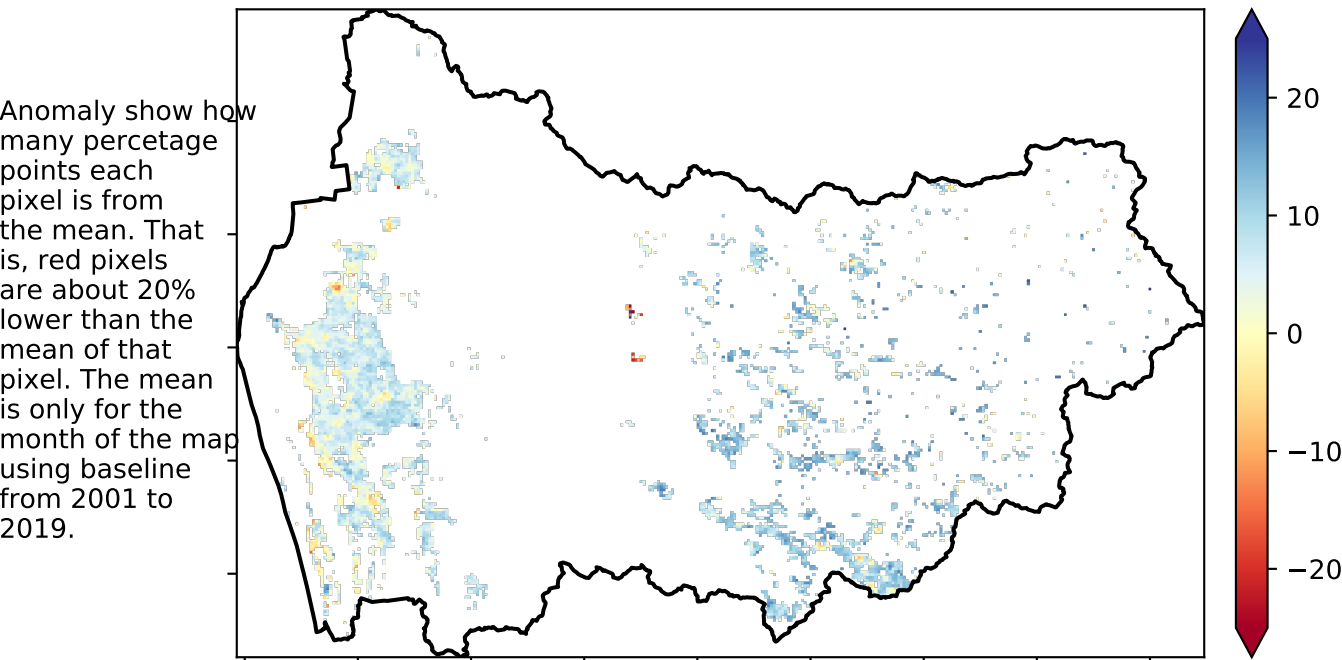 Anomaly show how
many percetage
points each
pixel is from
the mean. That
is, red pixels
are about 20%
lower than the
mean of that
pixel. The mean
is only for the
month of the map
using baseline
from 2001 to
2019.
20
10
0
−10
−20